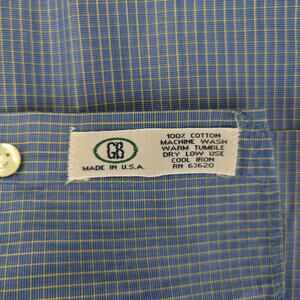 GB
MADE IN U.S.A.
100% COTTON
MACHINE WASH
WARM TUMBLE
DRY LOW USE
COOL IRON
RN 63620